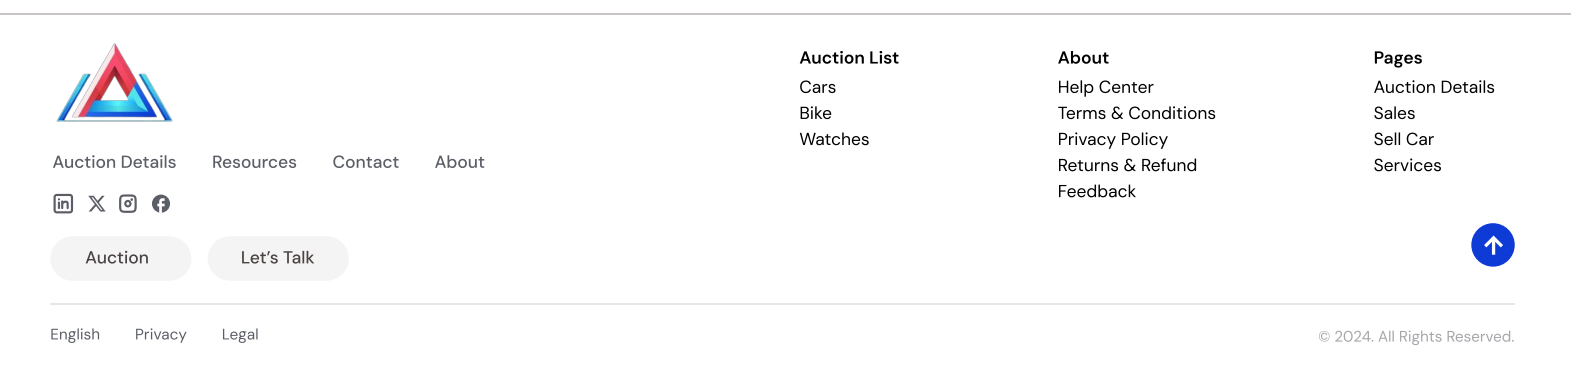 Auction Details Resources Contact About
Auction Let's Talk
Auction List
Cars
Bike
Watches
About
Help Center
Terms & Conditions
Privacy Policy
Returns & Refund
Feedback
Pages
Auction Details
Sales
Sell Car
Services
English Privacy Legal
© 2024. All Rights Reserved.